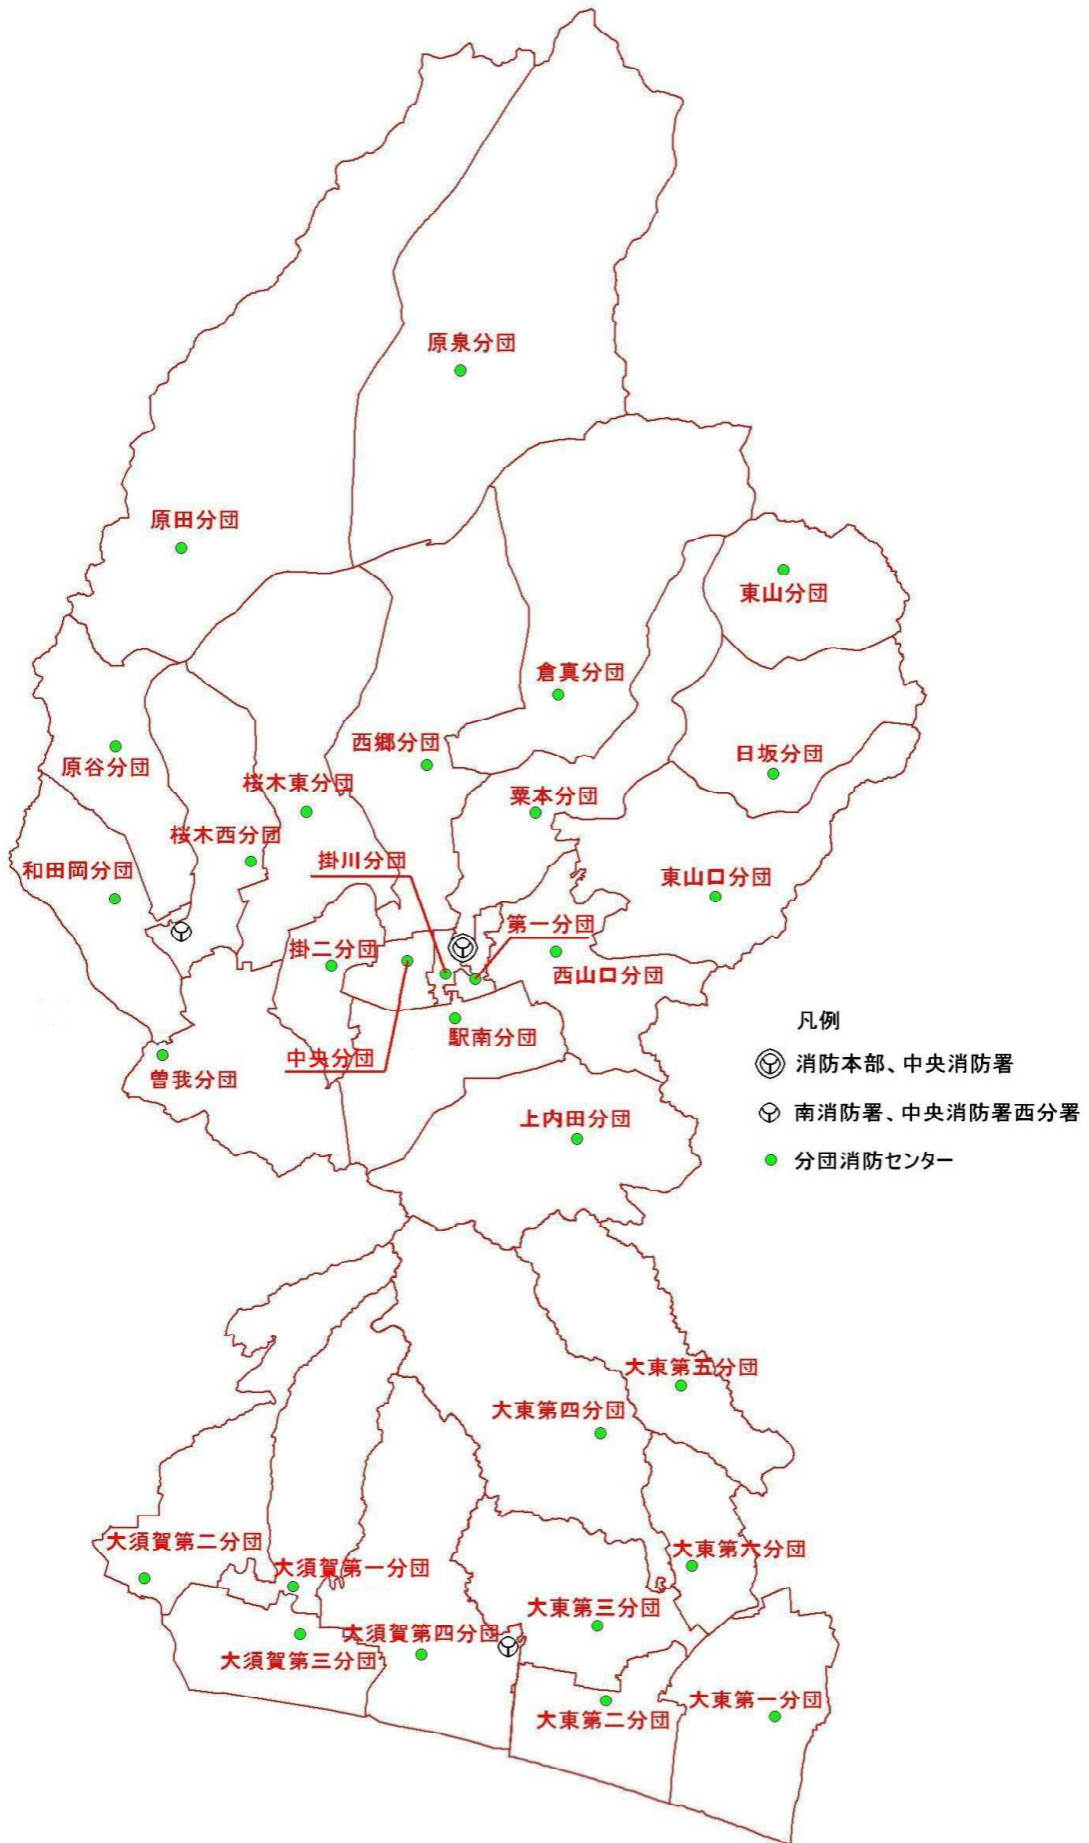 原泉分団
原田分団
東山分団
倉真分団
西郷分団
日坂分団
原谷分団
桜木東分団
粟本分団
桜木西分団
掛川分団
和田岡分団
東山口分団
第一分団
掛二分団
西山口分団
凡例
駅南分団
中央分団
消防本部、中央消防署
曽我分団
南消防署、中央消防署西分署
上内田分団
分団消防センター
大東第五分団
大東第四分団
大須賀第二分団
大東第六分団
大須賀第一分団
大東第三分団
大須賀第四分団
大須賀第三分団
大東第一分団
大東第二分団